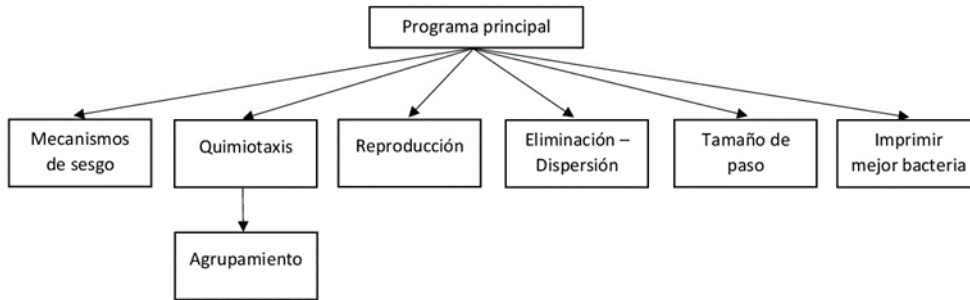 Programa principal
Mecanismos
de sesgo
Quimiotaxis
Reproducción
Eliminación –
Dispersión
Tamaño de
paso
Imprimir
mejor bacteria
Agrupamiento